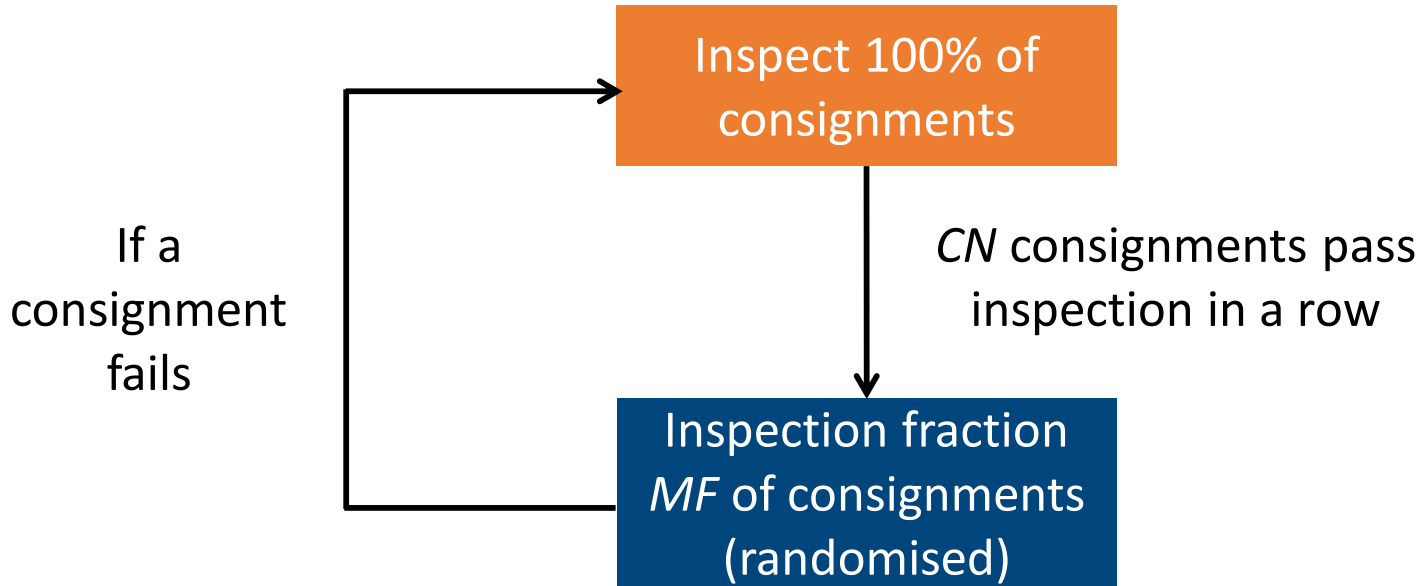 Inspect 100% of
consignments
If a
consignment
fails
CN consignments pass
inspection in a row
Inspection fraction
MF of consignments
(randomised)